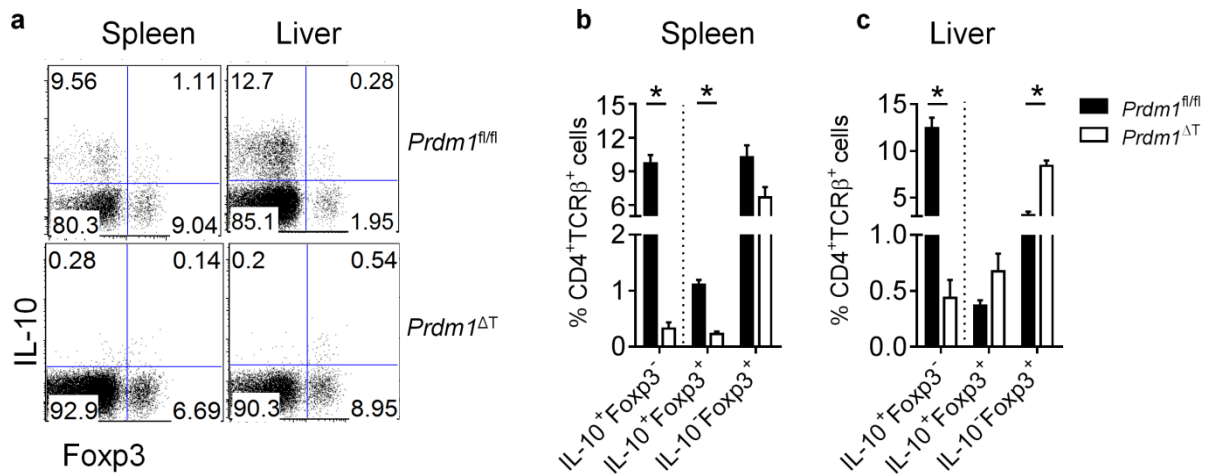 a
Spleen Liver
9.56 1.11 12.7 0.28
Prdm1fl/fl
80.3 9.04 85.1 1.95
0.28 0.14 0.2 0.54
Prdm1ΔT
92.9 6.69 90.3 8.95
IL-10
Foxp3
b
Spleen
% CD4+TCRβ+ cells
15
12
9
6
2
1
0
* *
IL-10+Foxp3-
IL-10+Foxp3+
IL-10-Foxp3+
c
Liver
% CD4+TCRβ+ cells
15
10
5
1.0
0.5
0.0
* *
IL-10+Foxp3-
IL-10+Foxp3+
IL-10-Foxp3+
Prdm1fl/fl
Prdm1ΔT